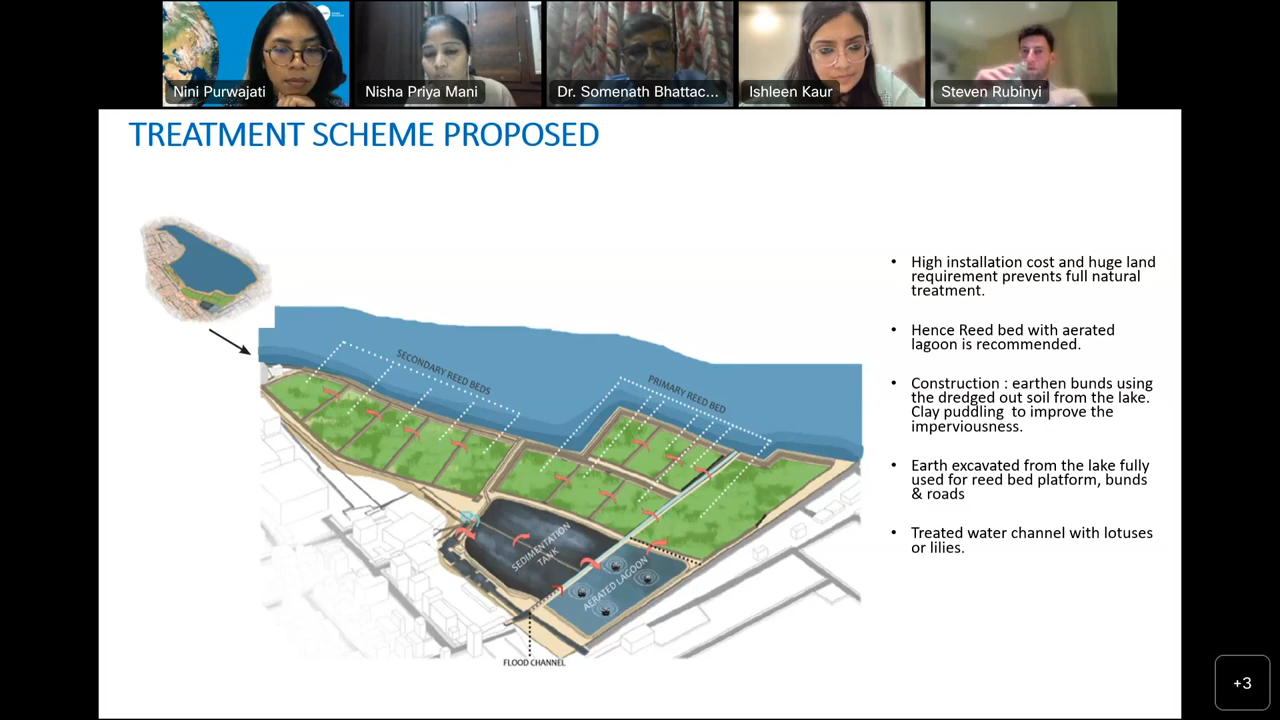 Nini Purwajati
Nisha Priya Mani
Dr. Somenath Bhattac...
Ishleen Kaur
Steven Rubinyi
TREATMENT SCHEME PROPOSED
SECONDARY REED BEDS
PRIMARY REED BED
SEDIMENTATION
TANK
AERATED LAGOON
FLOOD CHANNEL
• High installation cost and huge land
requirement prevents full natural
treatment.
• Hence Reed bed with aerated
lagoon is recommended.
• Construction : earthen bunds using
the dredged out soil from the lake.
Clay puddling to improve the
imperviousness.
• Earth excavated from the lake fully
used for reed bed platform, bunds
& roads
• Treated water channel with lotuses
or lilies.
+3